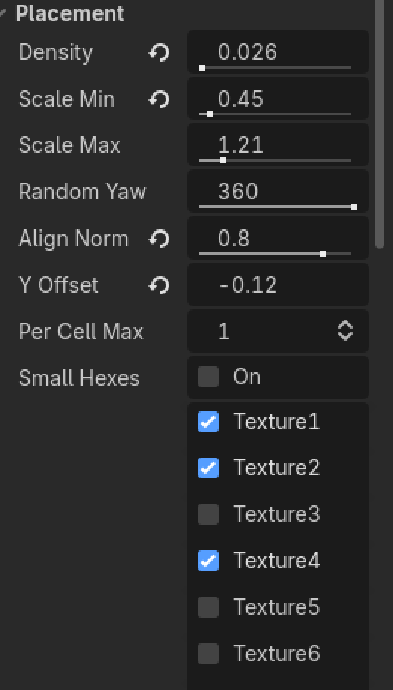 Placement
Density 0.026
Scale Min 0.45
Scale Max 1.21
Random Yaw 360
Align Norm 0.8
Y Offset -0.12
Per Cell Max 1
Small Hexes On
Texture1
Texture2
Texture3
Texture4
Texture5
Texture6